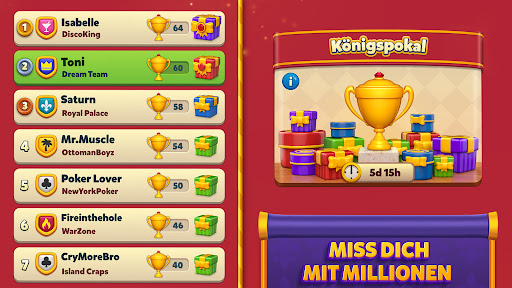 1
Isabelle
DiscoKing
64
2
Toni
Dream Team
60
3
Saturn
Royal Palace
58
4
Mr.Muscle
OttomanBoyz
54
5
Poker Lover
NewYorkPoker
50
6
Fireinthehole
WarZone
46
7
CryMoreBro
Island Craps
40
Königspokal
i
5d 15h
MISS DICH
MIT MILLIONEN